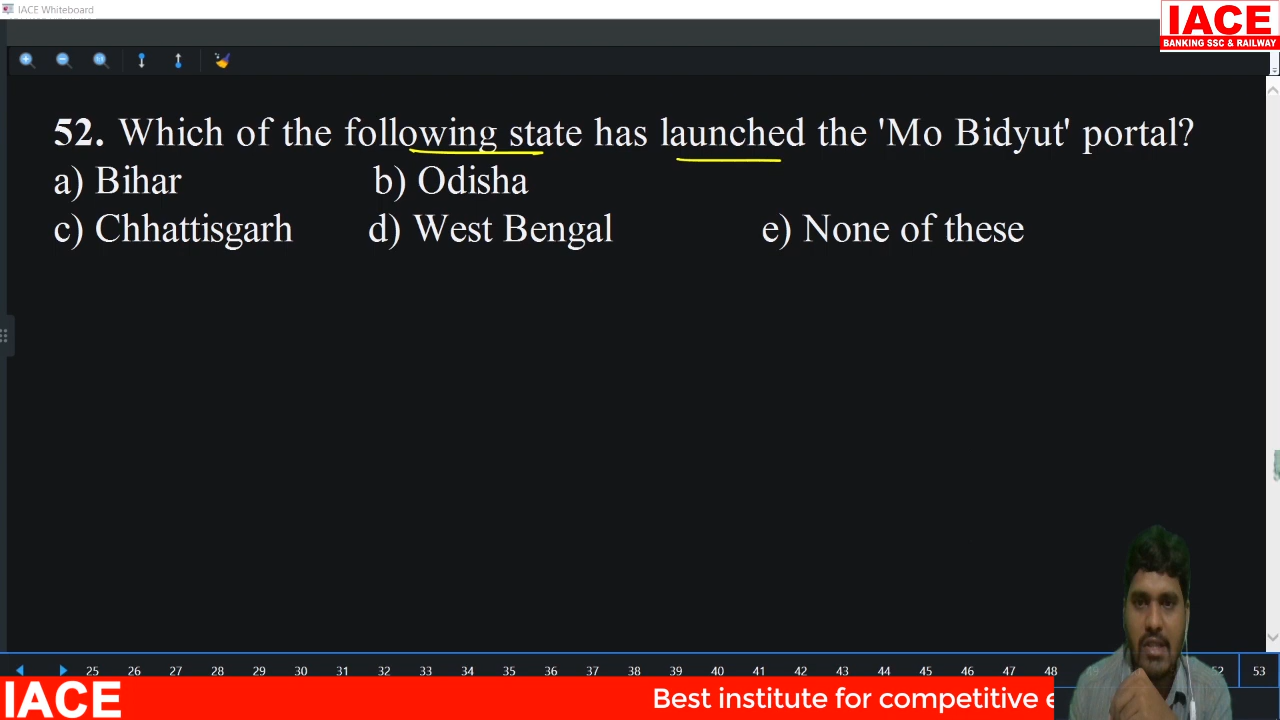 IACE Whiteboard
IACE
BANKING SSC & RAILWAY
52. Which of the following state has launched the 'Mo Bidyut' portal?
a) Bihar b) Odisha
c) Chhattisgarh d) West Bengal e) None of these
25 26 27 28 29 30 31 32 33 34 35 36 37 38 39 40 41 42 43 44 45 46 47 48 52 53
IACE Best institute for competitive e